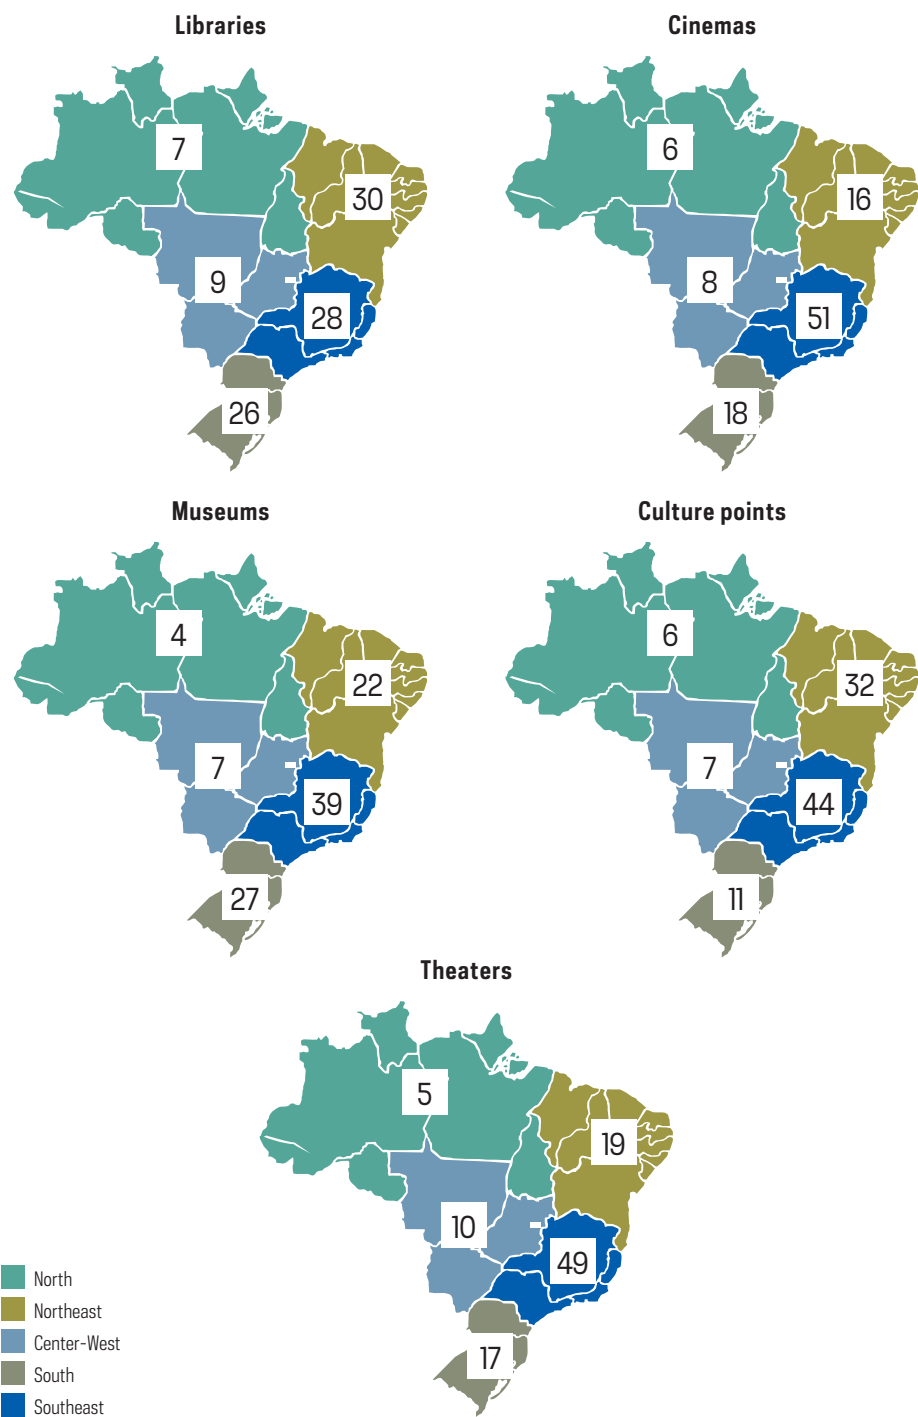 Libraries
Cinemas
7
30
9
28
26
6
16
8
51
18
Museums
Culture points
4
22
7
39
27
6
32
7
44
11
Theaters
5
19
10
49
17
North
Northeast
Center-West
South
Southeast